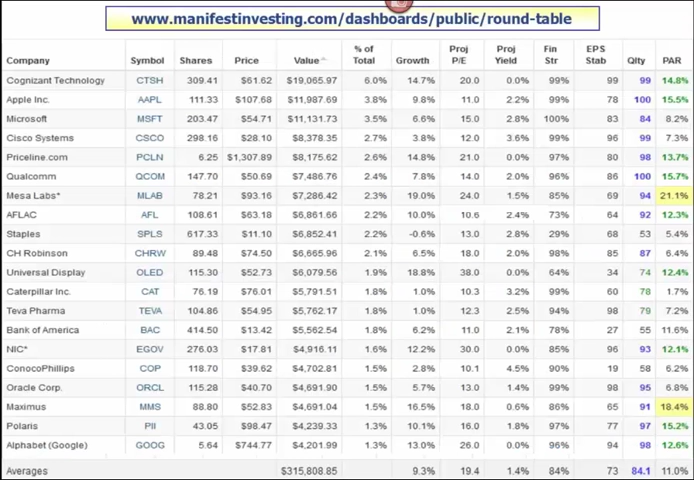 www.manifestinvesting.com/dashboards/public/round-table
Company Symbol Shares Price Value % of Total Growth Proj P/E Proj Yield Fin Str EPS Stab Qlty PAR
Cognizant Technology CTSH 309.41 $61.62 $19,065.97 6.0% 14.7% 20.0 0.0% 99% 99 99 14.8%
Apple Inc. AAPL 111.33 $107.68 $11,987.69 3.8% 9.8% 11.0 2.2% 99% 78 100 15.5%
Microsoft MSFT 203.47 $54.71 $11,131.73 3.5% 6.6% 15.0 2.8% 100% 83 84 8.2%
Cisco Systems CSCO 298.16 $28.10 $8,378.35 2.7% 3.8% 12.0 3.6% 99% 96 99 7.3%
Priceline.com PCLN 6.25 $1,307.89 $8,175.62 2.6% 14.8% 21.0 0.0% 97% 80 98 13.7%
Qualcomm QCOM 147.70 $50.69 $7,486.76 2.4% 7.8% 14.0 2.0% 96% 86 100 15.7%
Mesa Labs* MLAB 78.21 $93.16 $7,286.42 2.3% 19.0% 24.0 1.5% 85% 69 94 21.1%
AFLAC AFL 108.61 $63.18 $6,861.66 2.2% 10.0% 10.6 2.4% 73% 64 92 12.3%
Staples SPLS 617.33 $11.10 $6,852.41 2.2% -0.6% 13.0 2.8% 29% 68 53 5.4%
CH Robinson CHRW 89.48 $74.50 $6,665.96 2.1% 6.5% 18.0 2.0% 98% 85 87 6.4%
Universal Display OLED 115.30 $52.73 $6,079.56 1.9% 18.8% 38.0 0.0% 64% 34 74 12.4%
Caterpillar Inc. CAT 76.19 $76.01 $5,791.51 1.8% 1.0% 10.3 3.2% 99% 60 78 1.7%
Teva Pharma TEVA 104.86 $54.95 $5,762.17 1.8% 1.0% 12.3 2.5% 94% 98 79 7.2%
Bank of America BAC 414.50 $13.42 $5,562.54 1.8% 6.2% 11.0 2.1% 78% 27 55 11.6%
NIC* EGOV 276.03 $17.81 $4,916.11 1.6% 12.2% 30.0 0.0% 85% 96 93 12.1%
ConocoPhillips COP 118.70 $39.62 $4,702.81 1.5% 2.8% 10.1 4.5% 90% 19 58 6.2%
Oracle Corp. ORCL 115.28 $40.70 $4,691.90 1.5% 5.7% 13.0 1.4% 99% 98 95 6.8%
Maximus MMS 88.80 $52.83 $4,691.04 1.5% 16.5% 18.0 0.6% 86% 65 91 18.4%
Polaris PII 43.05 $98.47 $4,239.33 1.3% 10.1% 16.0 1.8% 97% 77 97 15.2%
Alphabet (Google) GOOG 5.64 $744.77 $4,201.99 1.3% 13.0% 26.0 0.0% 96% 94 98 12.6%
Averages $315,808.85 9.3% 19.4 1.4% 84% 73 84.1 11.0%